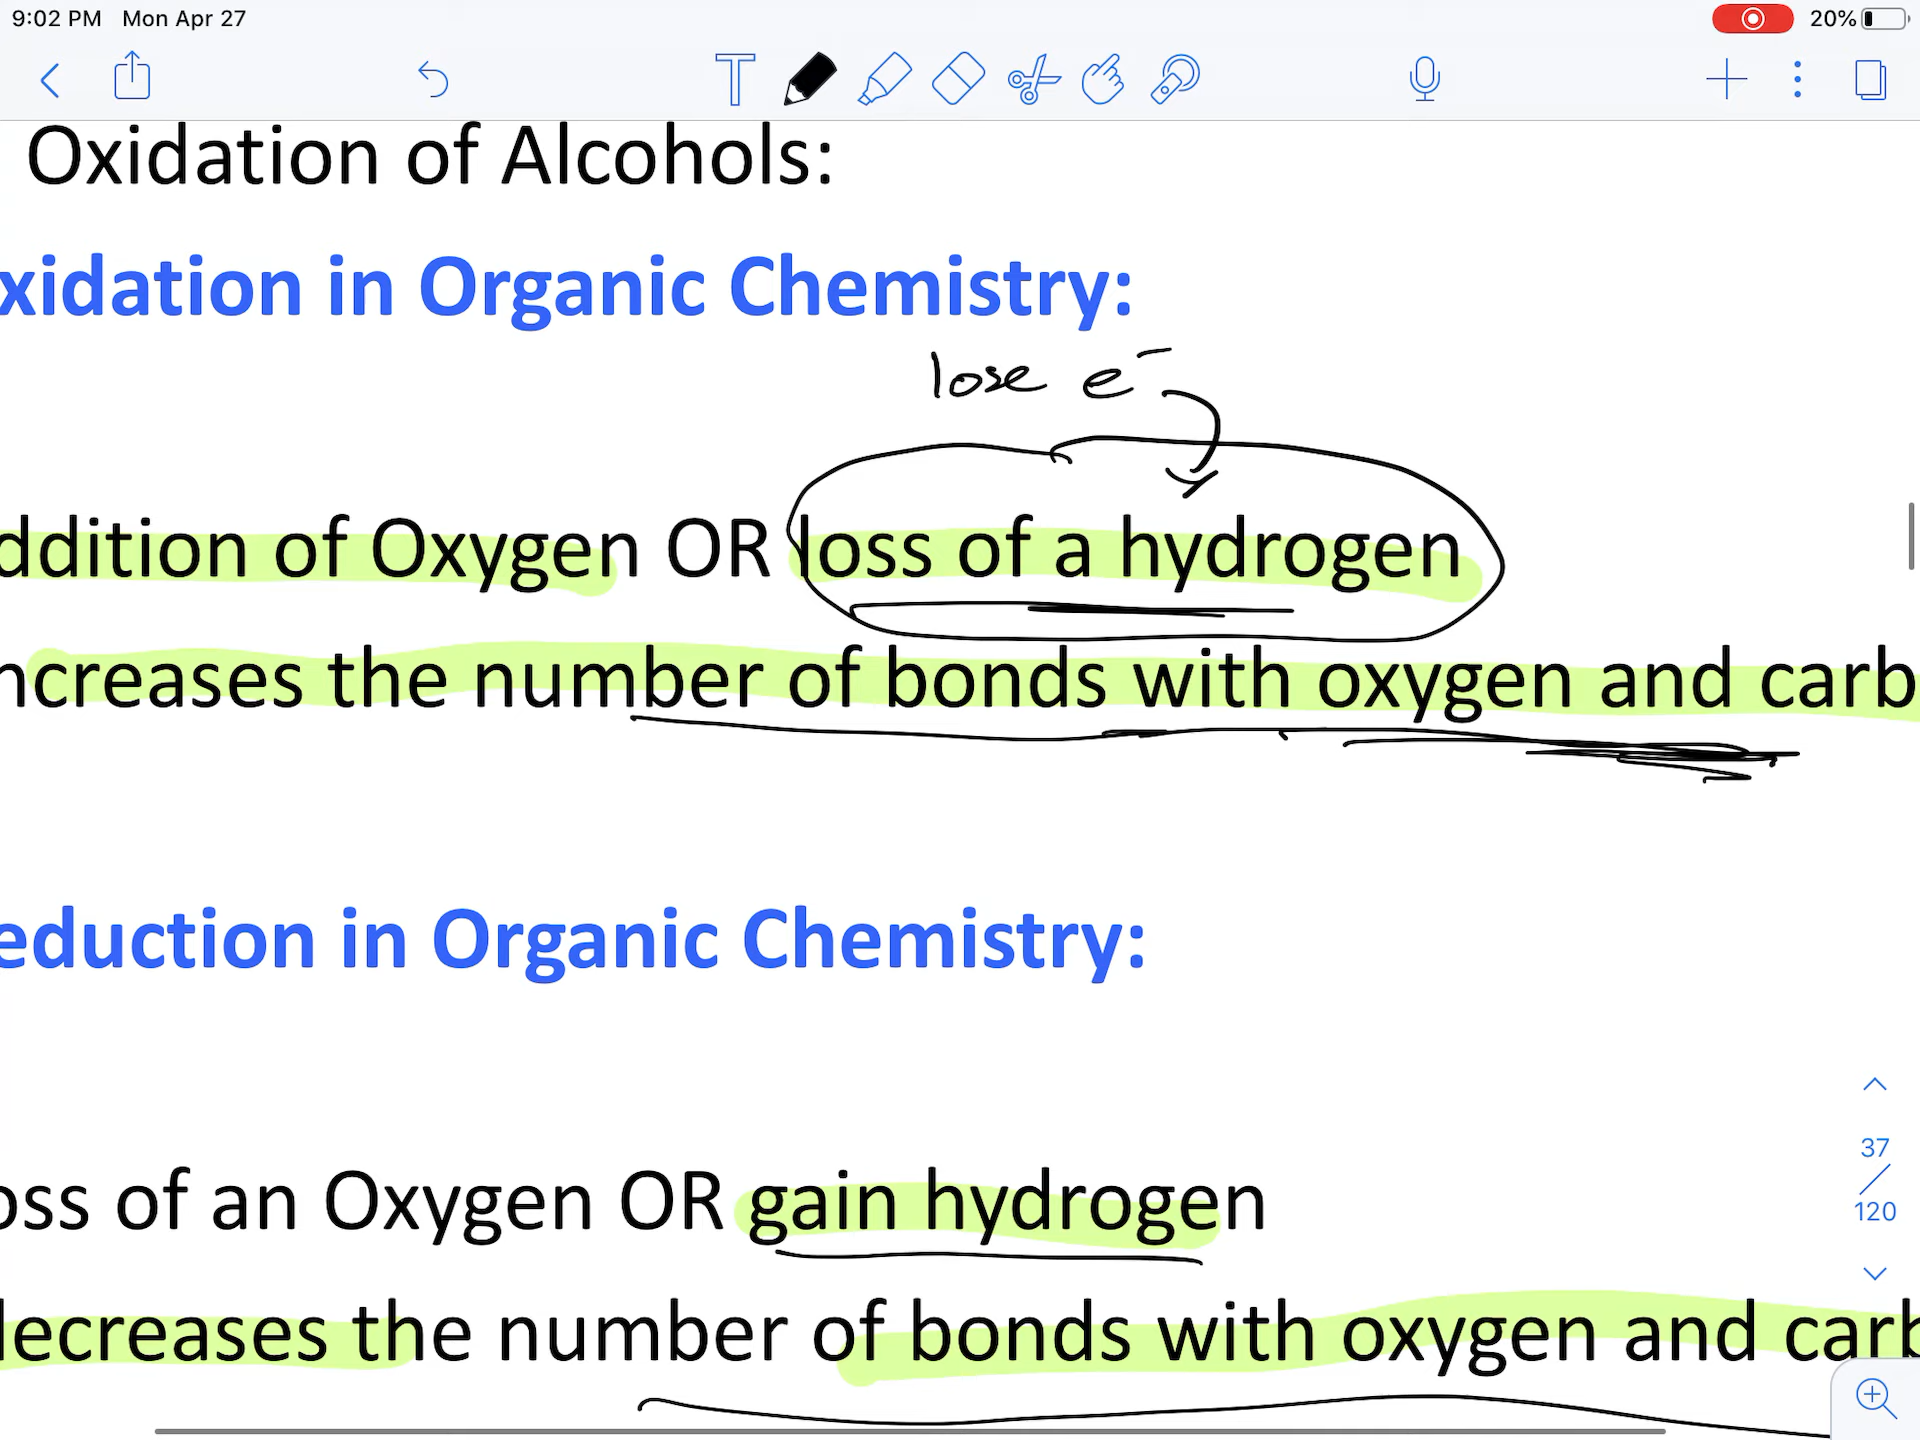 9:02 PM Mon Apr 27
20%
T
Oxidation of Alcohols:
xidation in Organic Chemistry:
lose e⁻
ddition of Oxygen OR loss of a hydrogen
ncreases the number of bonds with oxygen and carb
eduction in Organic Chemistry:
37
120
oss of an Oxygen OR gain hydrogen
decreases the number of bonds with oxygen and carb